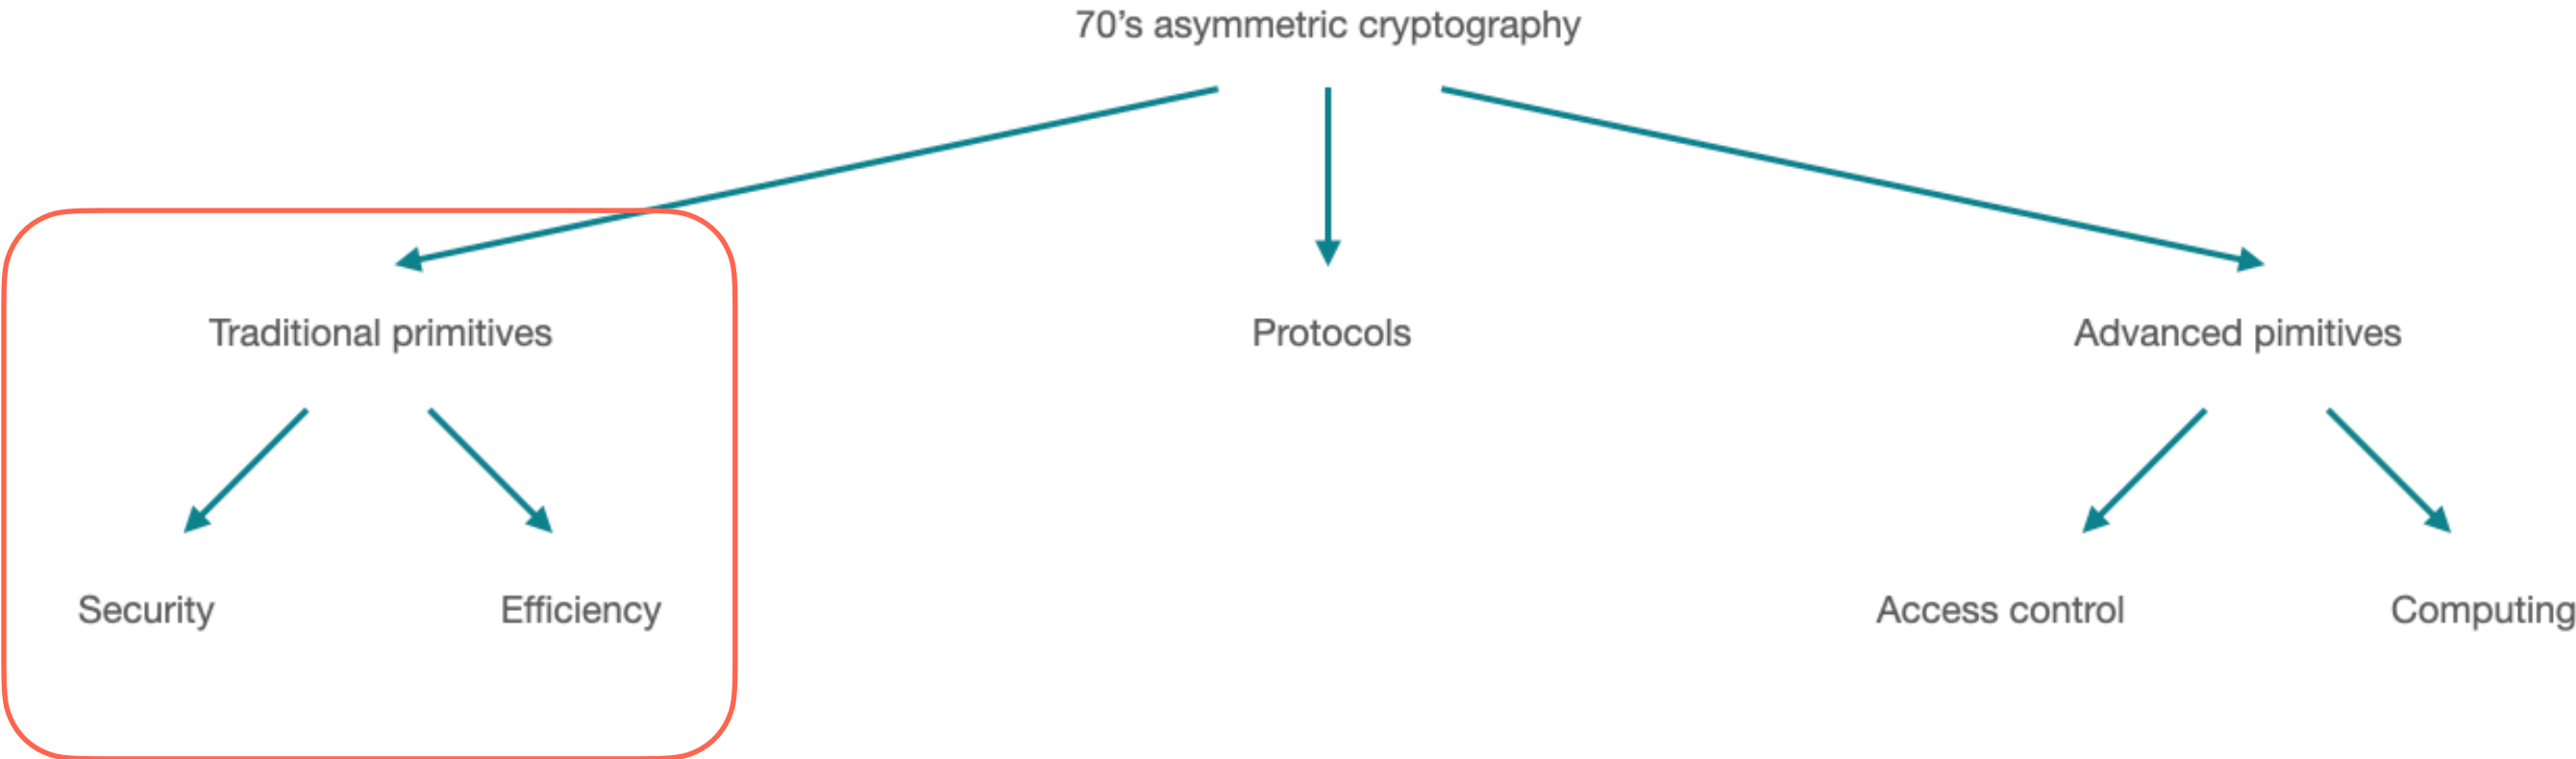 70's asymmetric cryptography
Traditional primitives
Protocols
Advanced pimitives
Security
Efficiency
Access control
Computing